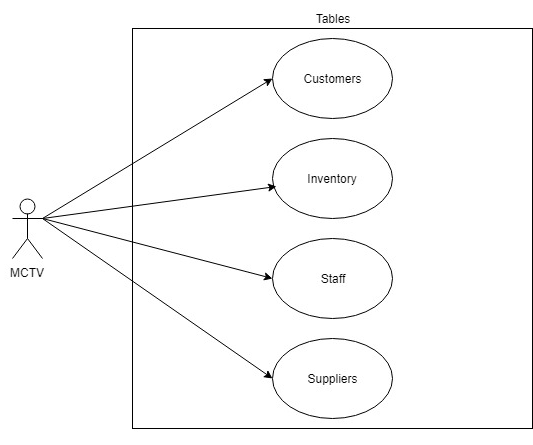 Tables
Customers
Inventory
MCTV
Staff
Suppliers